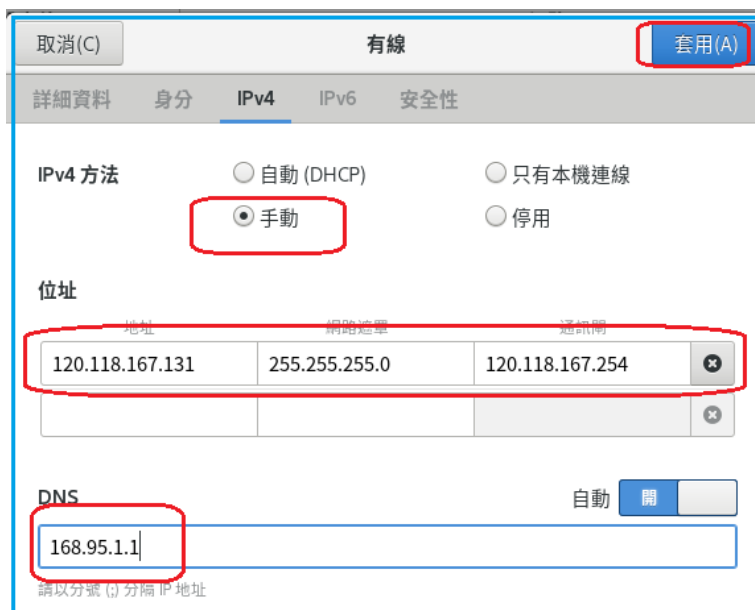 取消(C) 有線 套用(A)
詳細資料 身分 IPv4 IPv6 安全性
IPv4 方法 自動 (DHCP) 只有本機連線
手動 停用
位址
地址 網路遮罩 通訊閘
120.118.167.131 255.255.255.0 120.118.167.254
DNS 自動 開
168.95.1.1
請以分號 (;) 分隔 IP 地址